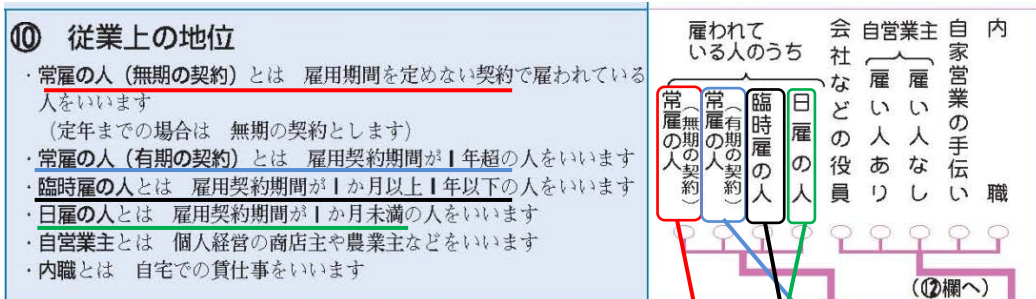 ⑩ 従業上の地位
・常雇の人（無期の契約）とは 雇用期間を定めない契約で雇われている
人をいいます
（定年までの場合は 無期の契約とします）
・常雇の人（有期の契約）とは 雇用契約期間が1年超の人をいいます
・臨時雇の人とは 雇用契約期間が1か月以上1年以下の人をいいます
・日雇の人とは 雇用契約期間が1か月未満の人をいいます
・自営業主とは 個人経営の商店主や農業主などをいいます
・内職とは 自宅での賃仕事をいいます
雇われて
いる人のうち
常雇の人（無期の契約）
常雇の人（有期の契約）
臨時雇の人
日雇の人
会社などの役員
自営業主
雇い人あり
雇い人なし
自家営業の手伝い
内職
（⑫欄へ）